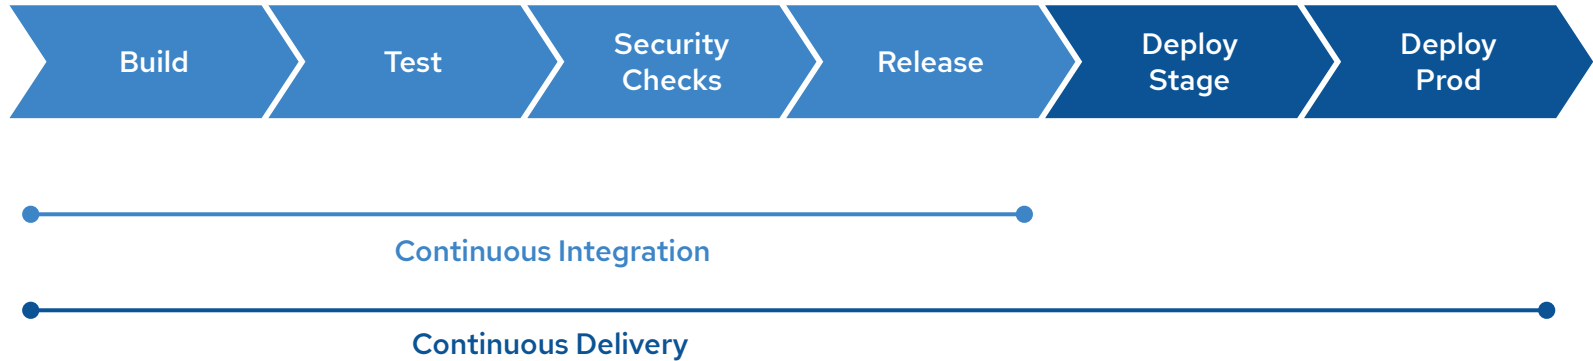 Build
Test
Security
Checks
Release
Deploy
Stage
Deploy
Prod
Continuous Integration
Continuous Delivery